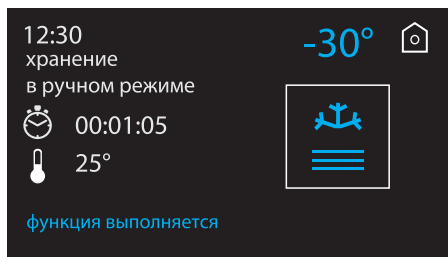 12:30
-30°
хранение
в ручном режиме
00:01:05
25°
функция выполняется